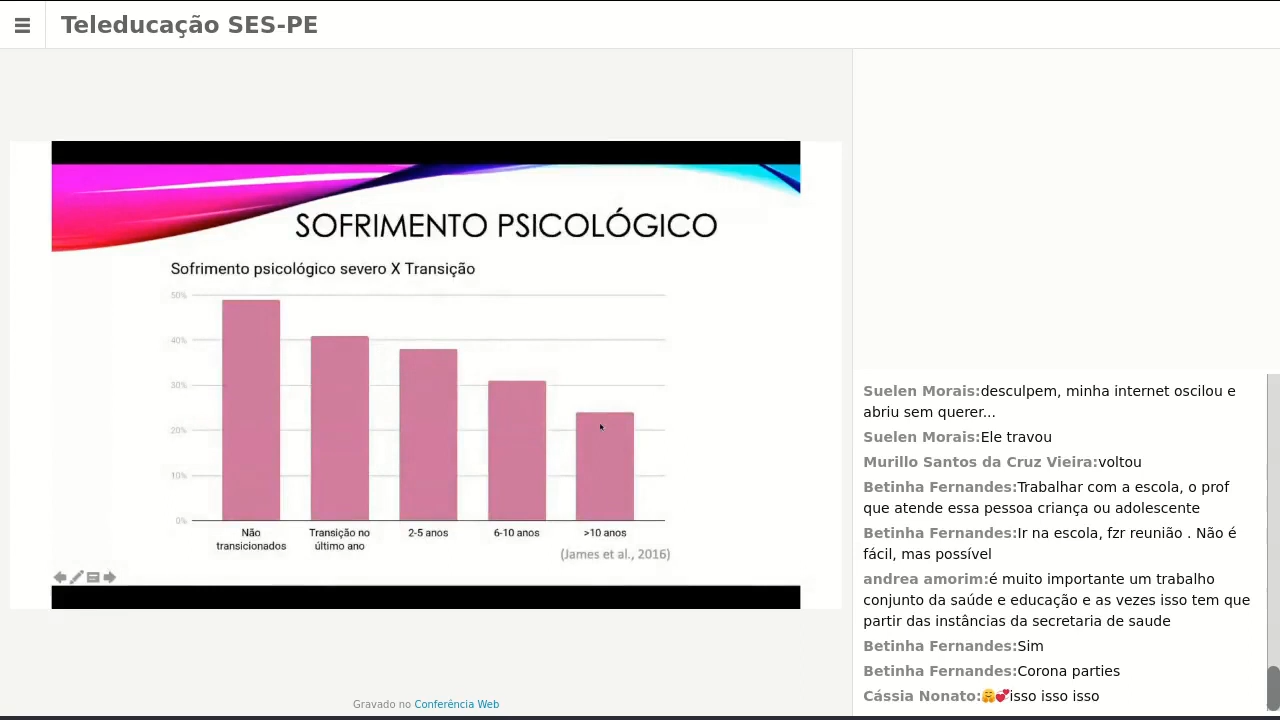 Teleducação SES-PE
SOFRIMENTO PSICOLÓGICO
Sofrimento psicológico severo X Transição
50%
40%
30%
20%
10%
0%
Não transicionados
Transição no último ano
2-5 anos
6-10 anos
>10 anos
(James et al., 2016)
Gravado no Conferência Web
Suelen Morais:desculpem, minha internet oscilou e
abriu sem querer...
Suelen Morais:Ele travou
Murillo Santos da Cruz Vieira:voltou
Betinha Fernandes:Trabalhar com a escola, o prof
que atende essa pessoa criança ou adolescente
Betinha Fernandes:Ir na escola, fzr reunião . Não é
fácil, mas possível
andrea amorim:é muito importante um trabalho
conjunto da saúde e educação e as vezes isso tem que
partir das instâncias da secretaria de saude
Betinha Fernandes:Sim
Betinha Fernandes:Corona parties
Cássia Nonato:🤗💕isso isso isso